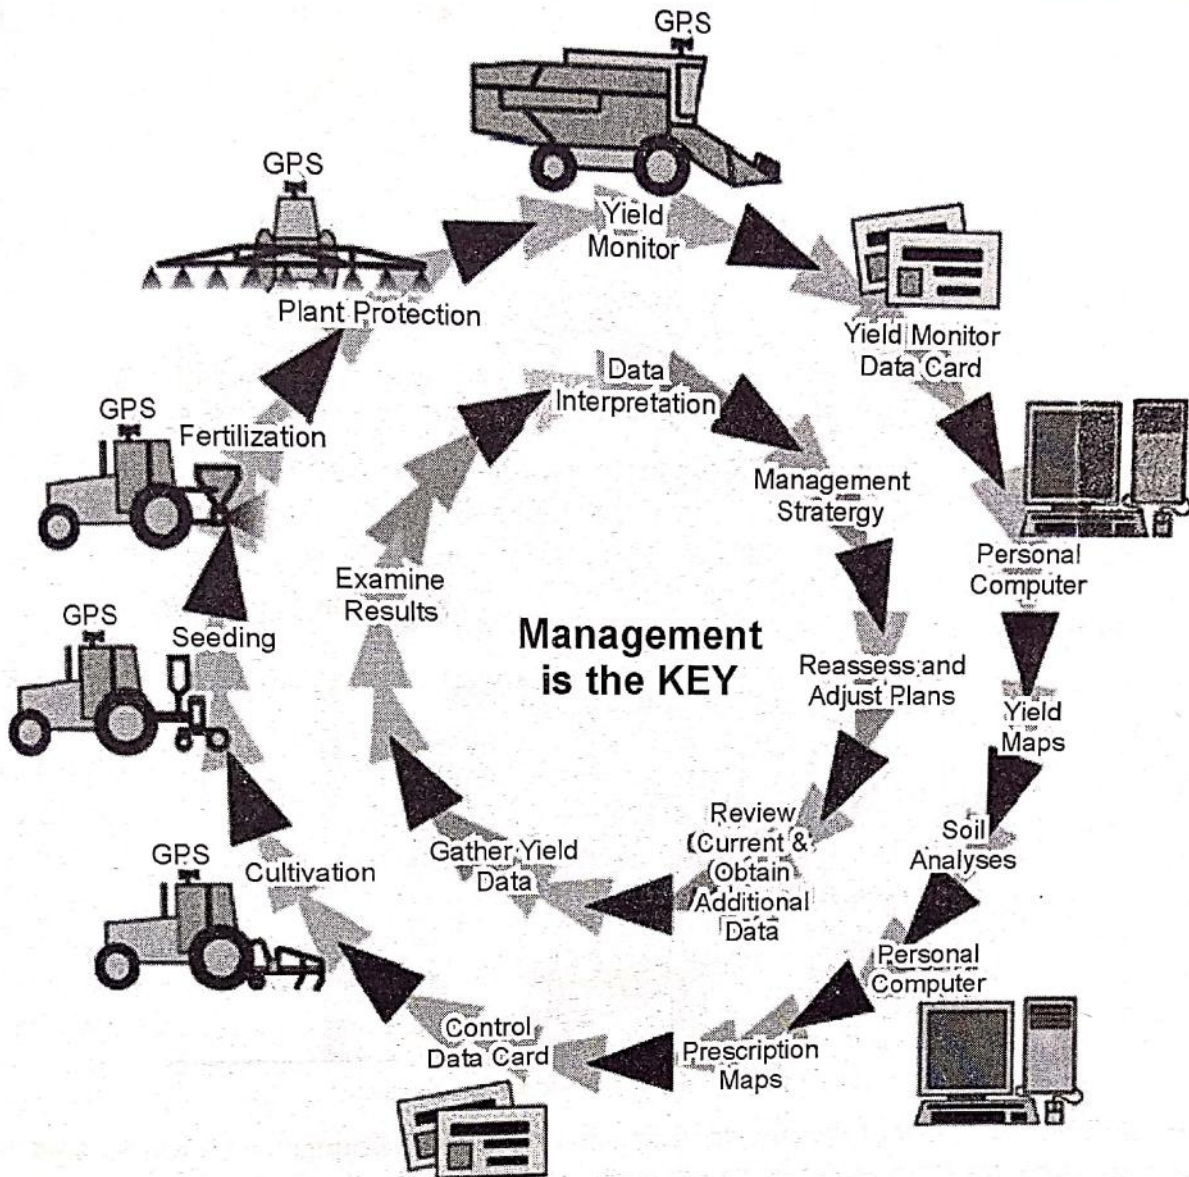 GPS
Yield
Monitor
Yield Monitor
Data Card
Personal
Computer
Yield
Maps
Soil
Analyses
Personal
Computer
Prescription
Maps
Control
Data Card
GPS
Cultivation
GPS
Seeding
GPS
Fertilization
GPS
Plant Protection
Data
Interpretation
Management
Stratergy
Reassess and
Adjust Plans
Review
Current &
Obtain
Additional
Data
Gather Yield
Data
Examine
Results
Management
is the KEY